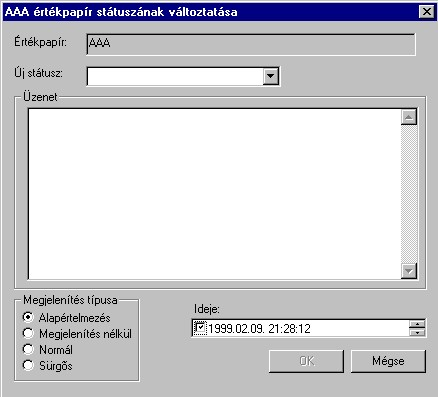 AAA értékpapír státuszának változtatása
Értékpapír: AAA
Új státusz:
Üzenet
Megjelenítés típusa
Alapértelmezés
Megjelenítés nélkül
Normál
Sürgős
Ideje:
1999.02.09. 21:28:12
OK Mégse